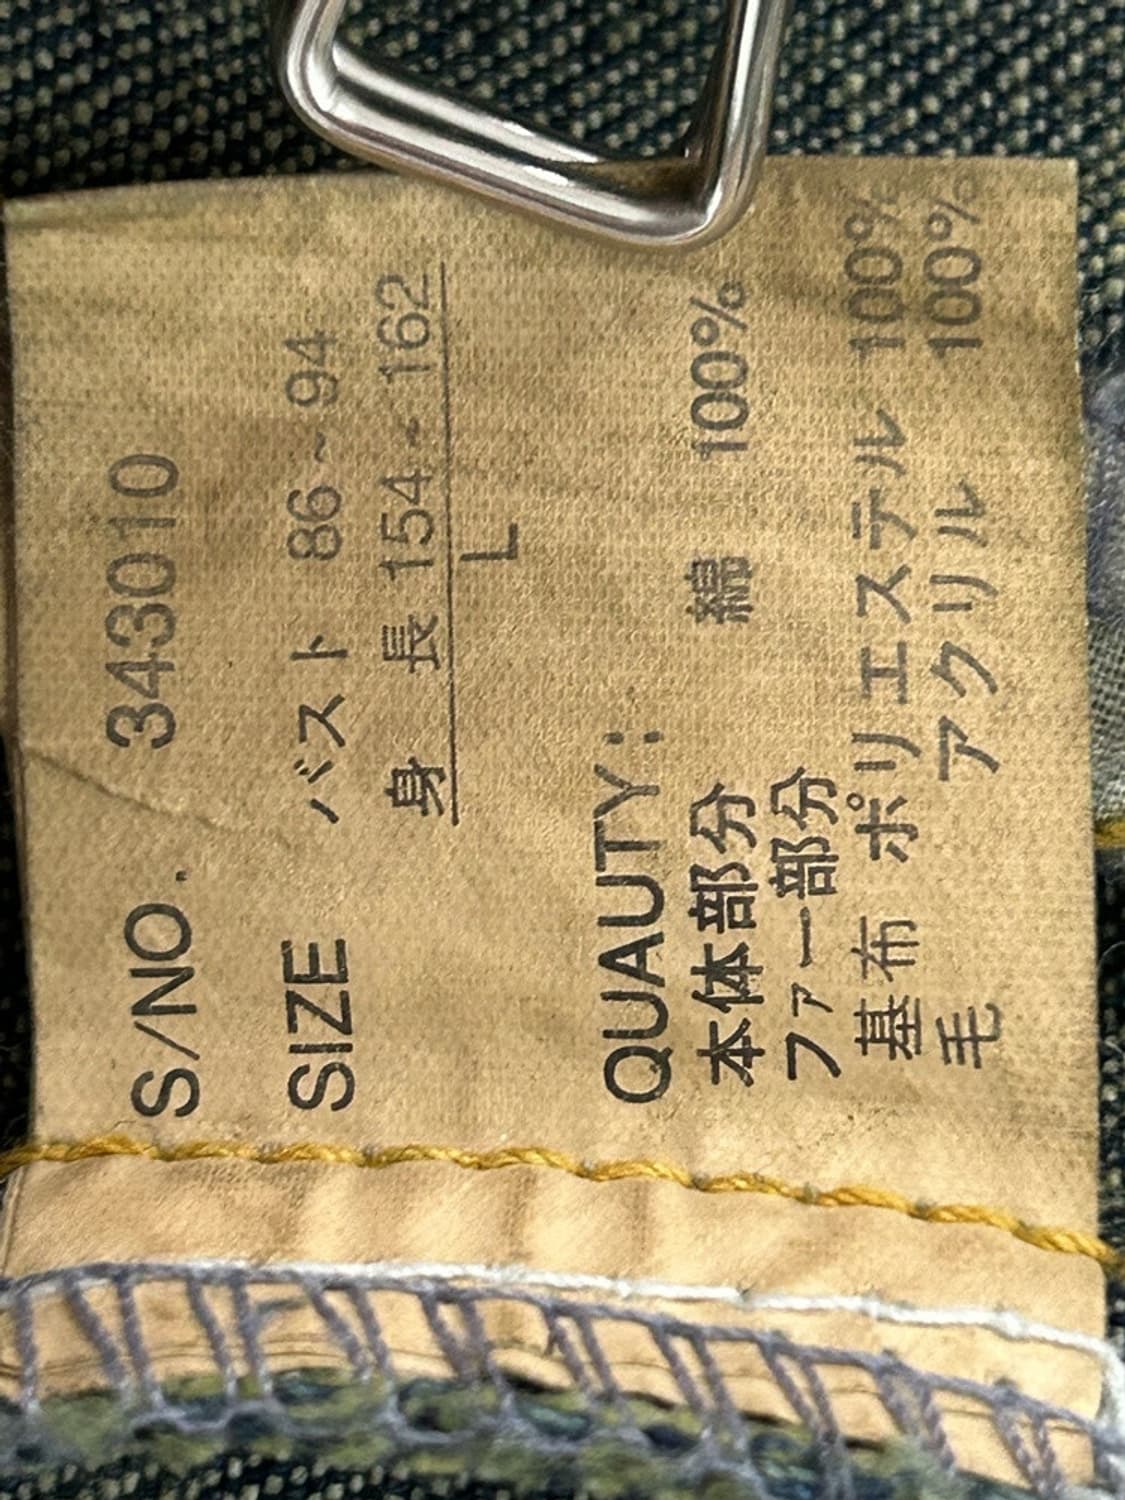 S/NO. 343010
SIZE バスト 86~94
身長 154~162
L
QUAUTY:
本体部分 綿 100%
ファー部分
基布 ポリエステル 100%
毛 アクリル 100%